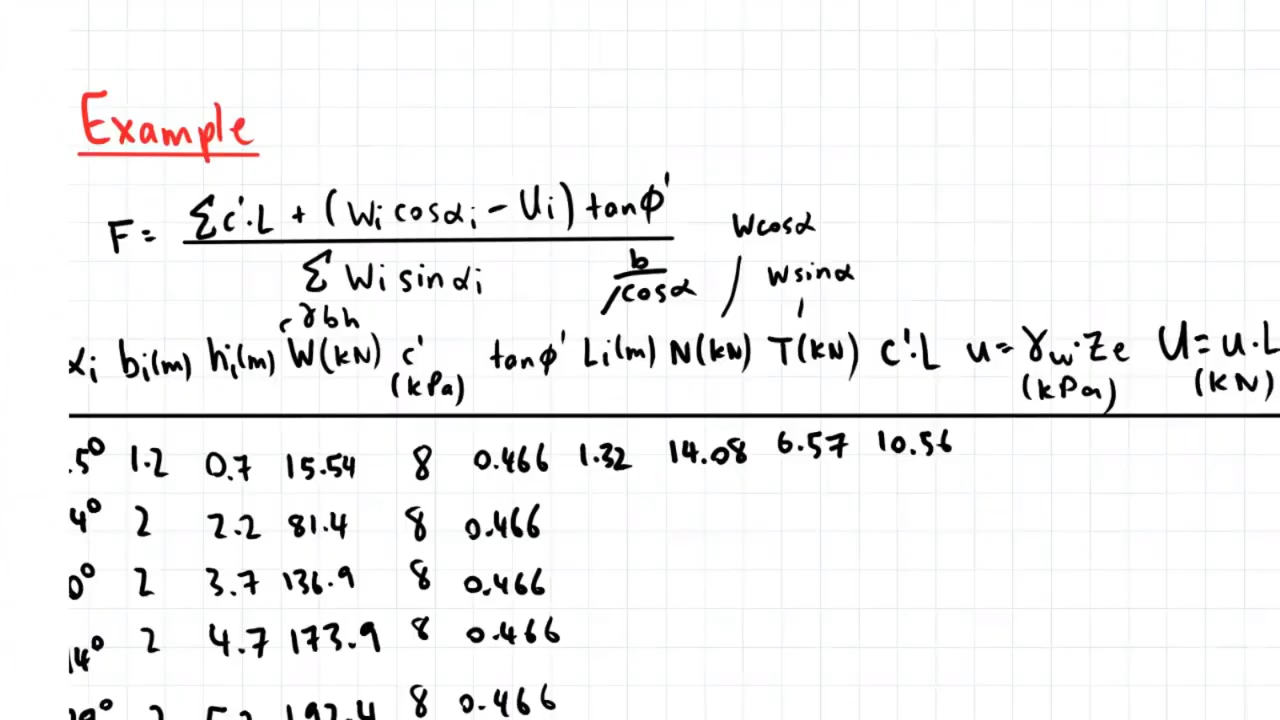 Example
F = Σc'·L + (Wi cosαi - Ui) tanϕ'
Σ Wi sinαi
b
/cosα
Wcosα
Wsinα
γbh
αi bi(m) hi(m) W(kN) c' (kPa) tanϕ' Li(m) N(kN) T(kN) c'·L u=γw·Ze (kPa) U=u·L (kN)
.5° 1.2 0.7 15.54 8 0.466 1.32 14.08 6.57 10.56
4° 2 2.2 81.4 8 0.466
0° 2 3.7 136.9 8 0.466
14° 2 4.7 173.9 8 0.466
8 0.466